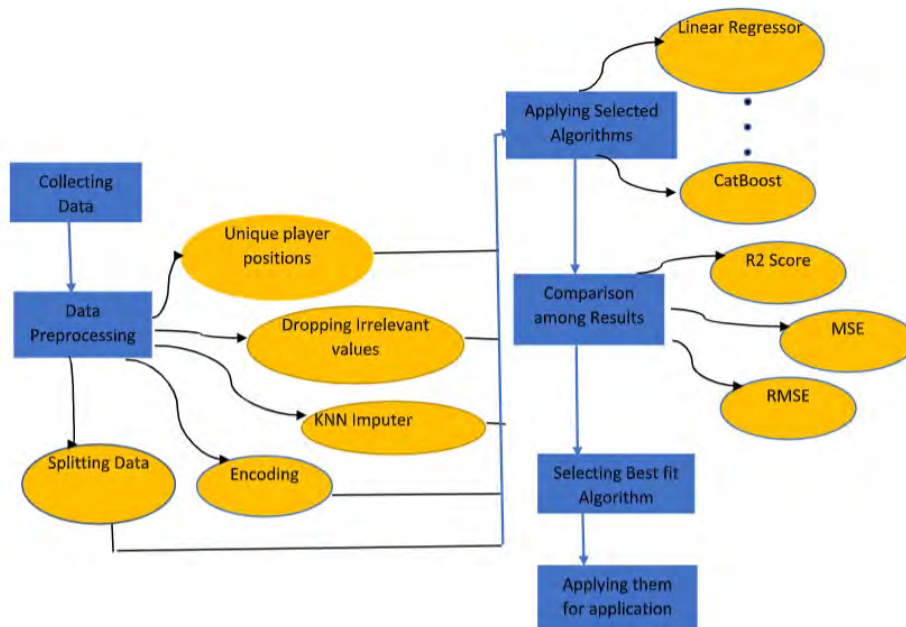 Linear Regressor
Applying Selected
Algorithms
CatBoost
Collecting
Data
Unique player
positions
R2 Score
Data
Preprocessing
Comparison
among Results
Dropping Irrelevant
values
MSE
RMSE
KNN Imputer
Splitting Data
Encoding
Selecting Best fit
Algorithm
Applying them
for application